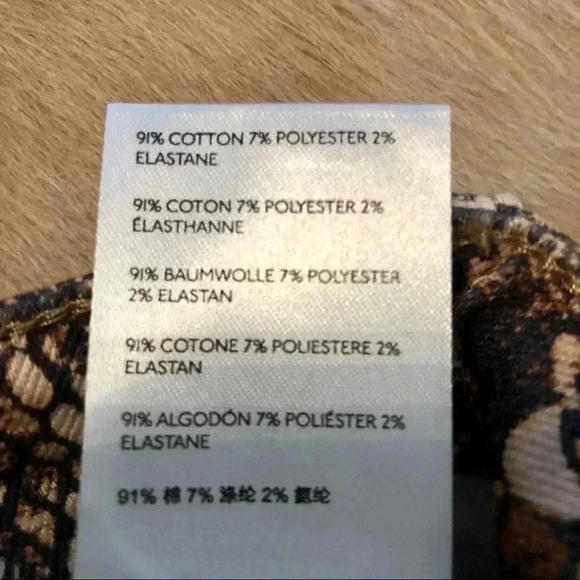 91% COTTON 7% POLYESTER 2%
ELASTANE
91% COTON 7% POLYESTER 2%
ÉLASTHANNE
91% BAUMWOLLE 7% POLYESTER
2% ELASTAN
91% COTONE 7% POLIESTERE 2%
ELASTAN
91% ALGODÓN 7% POLIÉSTER 2%
ELASTANE
91% 棉 7% 涤纶 2% 氨纶